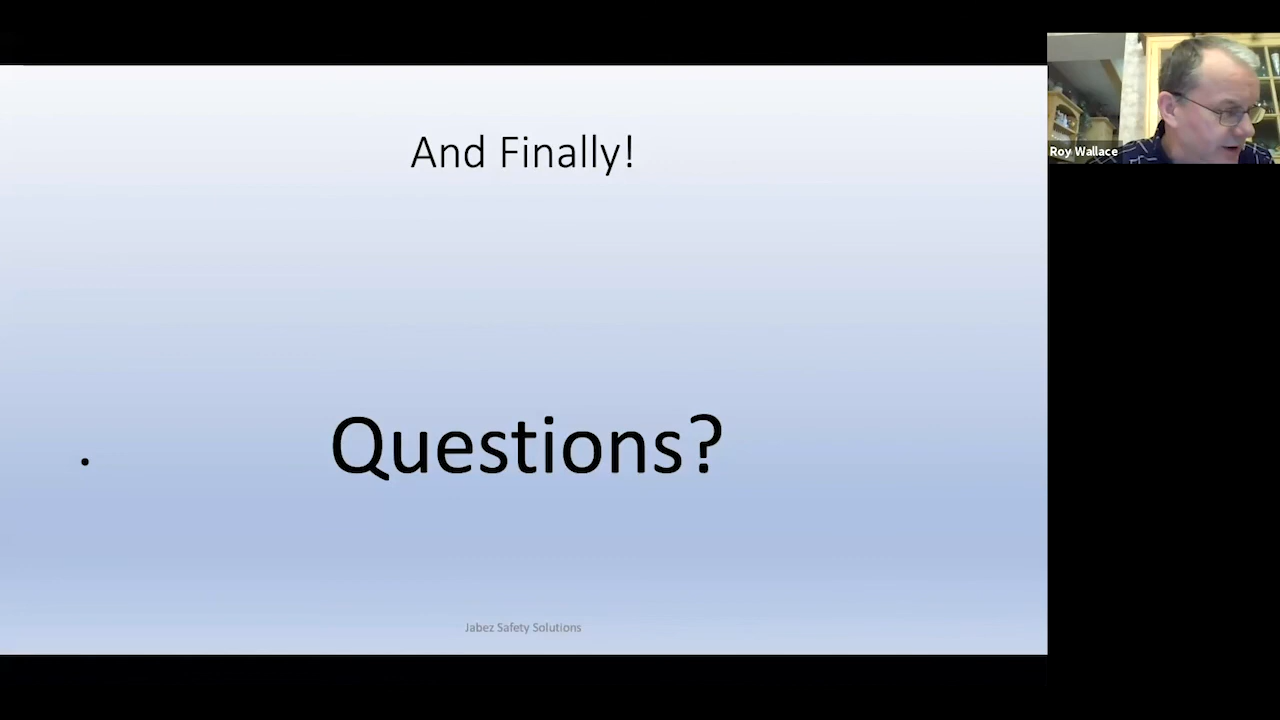 And Finally!
Roy Wallace
• Questions?
Jabez Safety Solutions